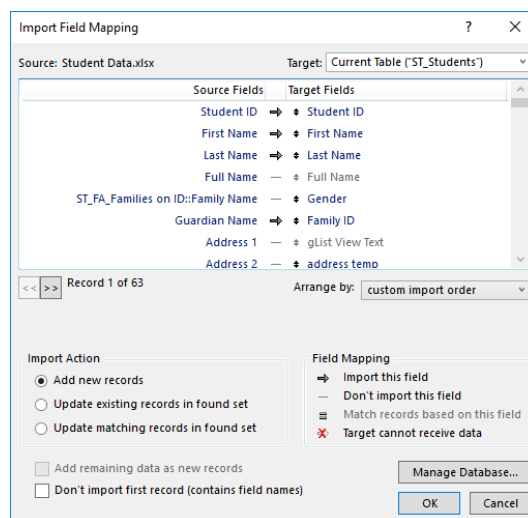 Import Field Mapping ? ×
Source: Student Data.xlsx Target: Current Table ("ST_Students")
Source Fields Target Fields
Student ID Student ID
First Name First Name
Last Name Last Name
Full Name Full Name
ST_FA_Families on ID::Family Name Gender
Guardian Name Family ID
Address 1 gList View Text
Address 2 address temp
<< >> Record 1 of 63 Arrange by: custom import order
Import Action Field Mapping
Add new records Import this field
Update existing records in found set Don't import this field
Update matching records in found set Match records based on this field
Target cannot receive data
Add remaining data as new records Manage Database...
Don't import first record (contains field names)
OK Cancel